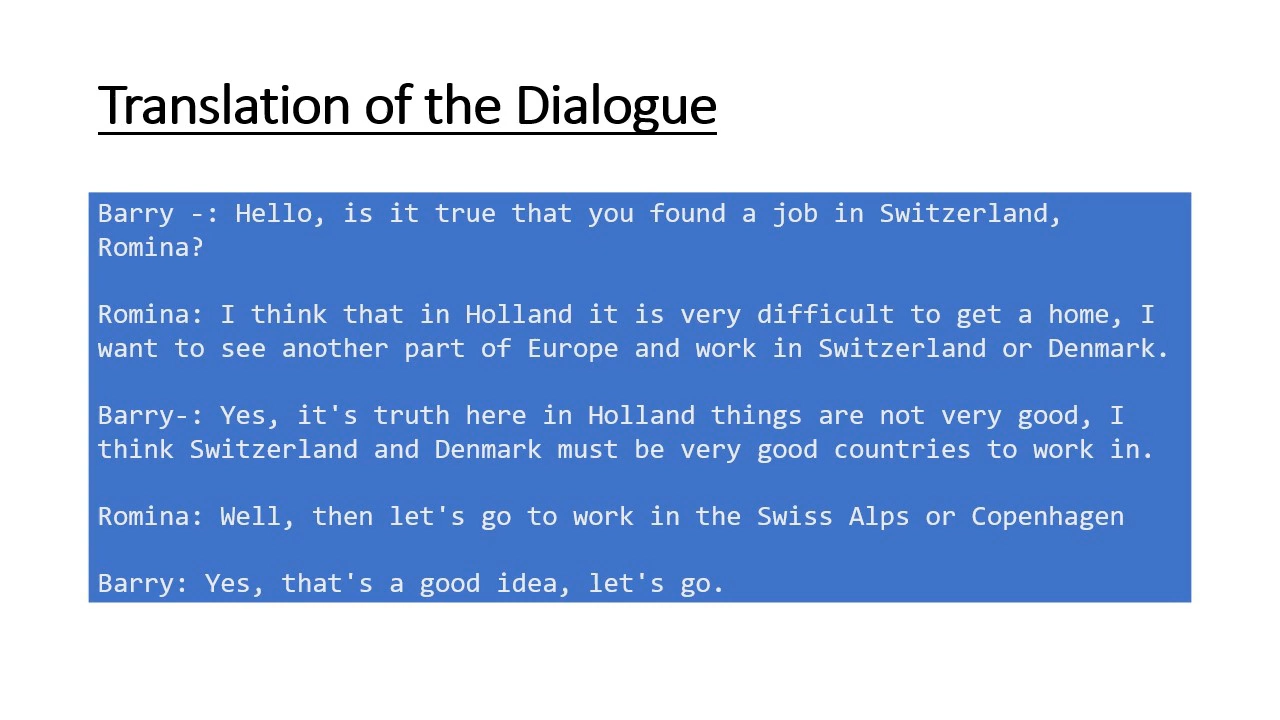 Translation of the Dialogue
Barry -: Hello, is it true that you found a job in Switzerland,
Romina?
Romina: I think that in Holland it is very difficult to get a home, I
want to see another part of Europe and work in Switzerland or Denmark.
Barry-: Yes, it's truth here in Holland things are not very good, I
think Switzerland and Denmark must be very good countries to work in.
Romina: Well, then let's go to work in the Swiss Alps or Copenhagen
Barry: Yes, that's a good idea, let's go.